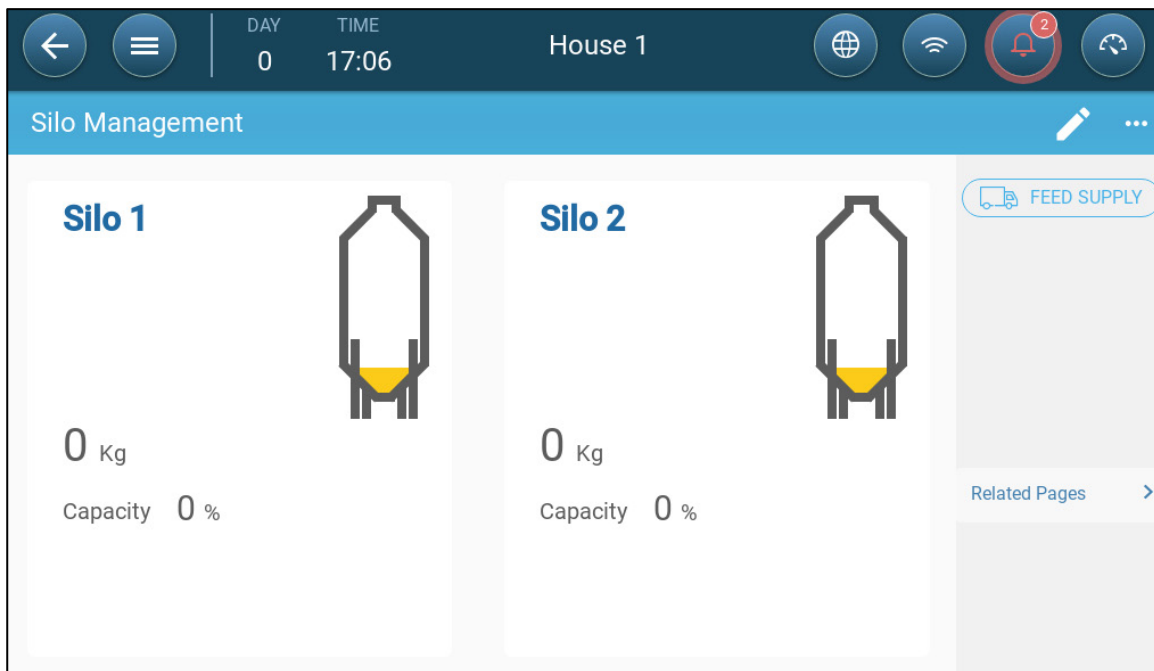 DAY TIME
0 17:06
House 1
2
Silo Management
Silo 1
Silo 2
FEED SUPPLY
0 Kg
0 Kg
Capacity 0 %
Capacity 0 %
Related Pages